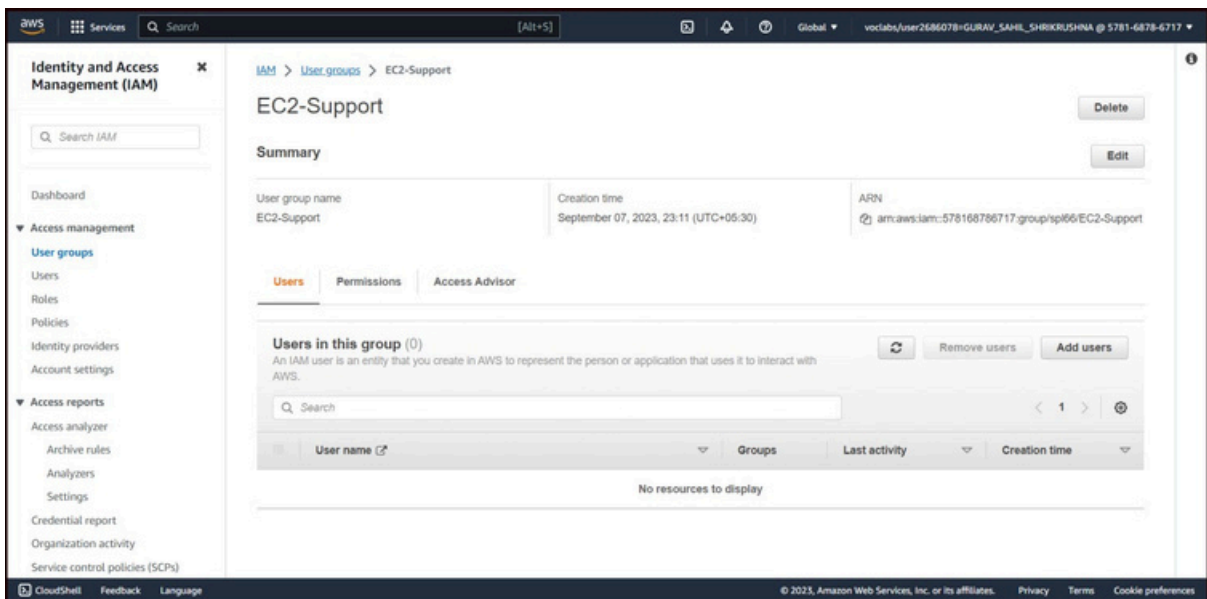 aws Services Search [Alt+S] Global voclabs/user2686078=GURAV_SAHIL_SHRIKRUSHNA @ 5781-6878-6717
Identity and Access Management (IAM)
Search IAM
Dashboard
Access management
User groups
Users
Roles
Policies
Identity providers
Account settings
Access reports
Access analyzer
Archive rules
Analyzers
Settings
Credential report
Organization activity
Service control policies (SCPs)
IAM > User groups > EC2-Support
EC2-Support
Delete
Summary
Edit
User group name
EC2-Support
Creation time
September 07, 2023, 23:11 (UTC+05:30)
ARN
arn:aws:iam::578168786717:group/spl66/EC2-Support
Users Permissions Access Advisor
Users in this group (0)
An IAM user is an entity that you create in AWS to represent the person or application that uses it to interact with
AWS.
Remove users Add users
Search
1
User name Groups Last activity Creation time
No resources to display
CloudShell Feedback Language © 2023, Amazon Web Services, Inc. or its affiliates. Privacy Terms Cookie preferences